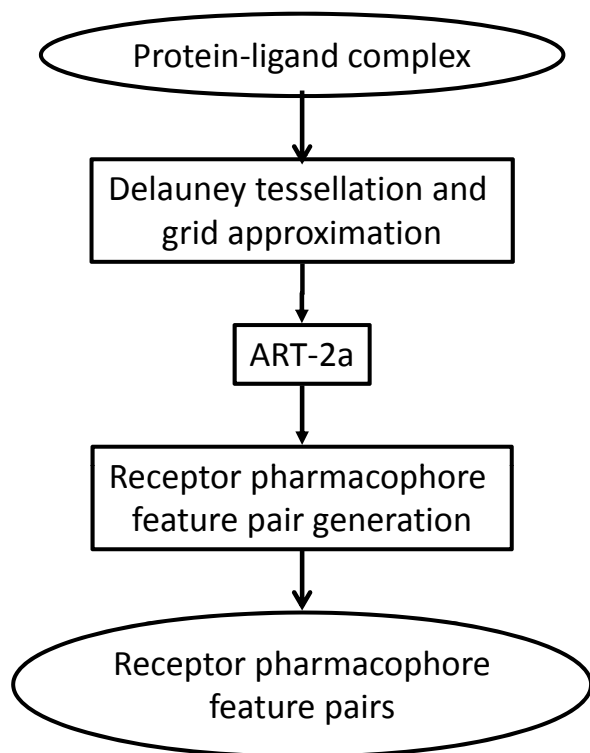 Protein-ligand complex
Delauney tessellation and
grid approximation
ART-2a
Receptor pharmacophore
feature pair generation
Receptor pharmacophore
feature pairs